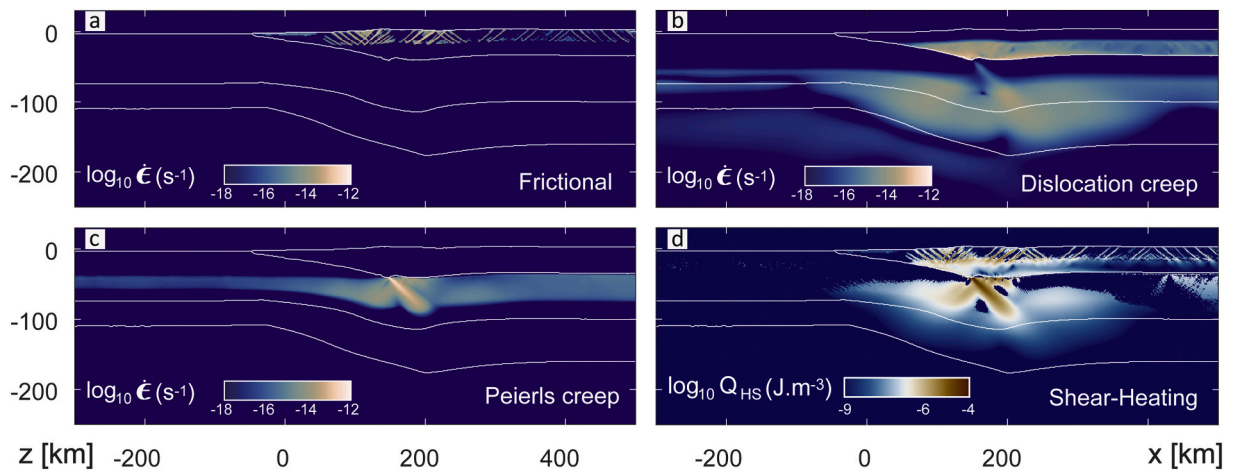 a
b
0
-100
-200
log10 ϵ̇ (s-1)
-18 -16 -14 -12
Frictional
log10 ϵ̇ (s-1)
-18 -16 -14 -12
Dislocation creep
c
d
0
-100
-200
log10 ϵ̇ (s-1)
-18 -16 -14 -12
Peierls creep
log10 QHS (J.m-3)
-9 -6 -4
Shear-Heating
z [km] -200 0 200 400 -200 0 200 x [km]